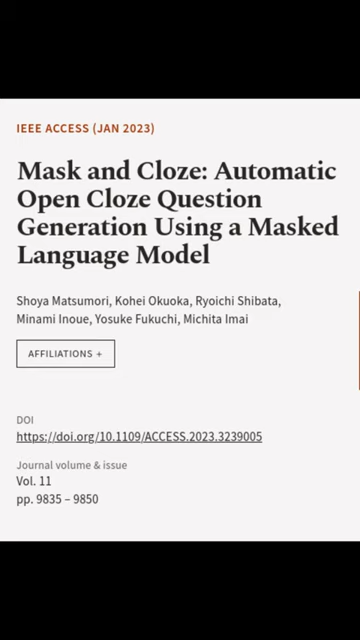 IEEE ACCESS (JAN 2023)
Mask and Cloze: Automatic
Open Cloze Question
Generation Using a Masked
Language Model
Shoya Matsumori, Kohei Okuoka, Ryoichi Shibata,
Minami Inoue, Yosuke Fukuchi, Michita Imai
AFFILIATIONS +
DOI
https://doi.org/10.1109/ACCESS.2023.3239005
Journal volume & issue
Vol. 11
pp. 9835 – 9850